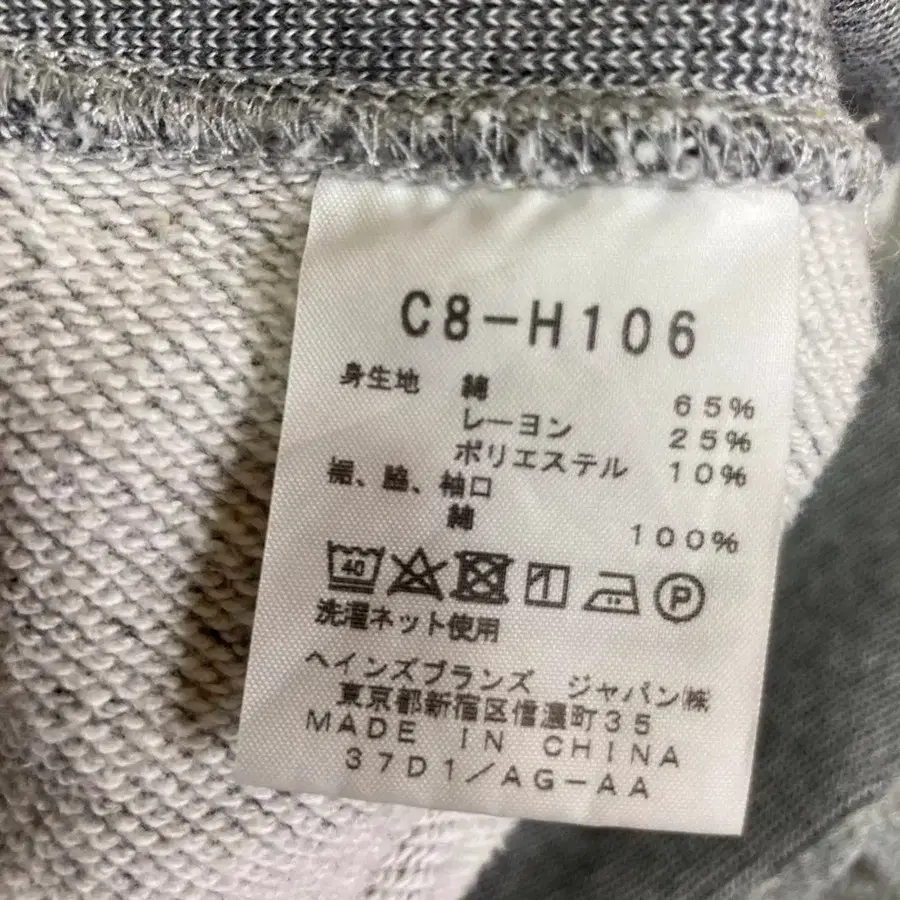 C8-H106
身生地 綿 65%
レーヨン 25%
ポリエステル 10%
裾、脇、袖口
綿 100%
40 P
洗濯ネット使用
ヘインズブランズ ジャパン㈱
東京都新宿区信濃町35
MADE IN CHINA
37D1/AG-AA